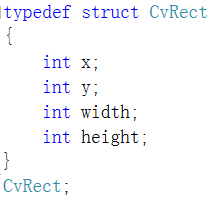 typedef struct CvRect
{
    int x;
    int y;
    int width;
    int height;
}
CvRect;